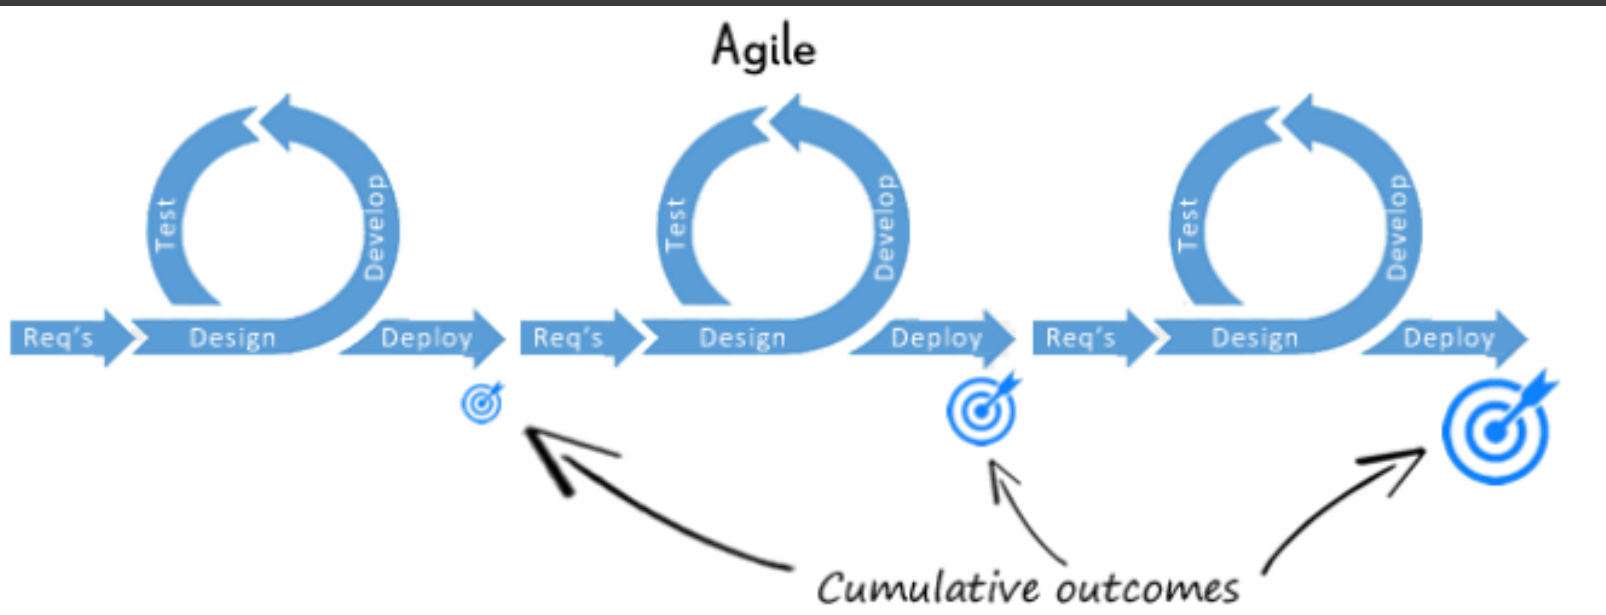 Agile
Test
Develop
Test
Develop
Test
Develop
Req's Design Deploy Req's Design Deploy Req's Design Deploy
Cumulative outcomes